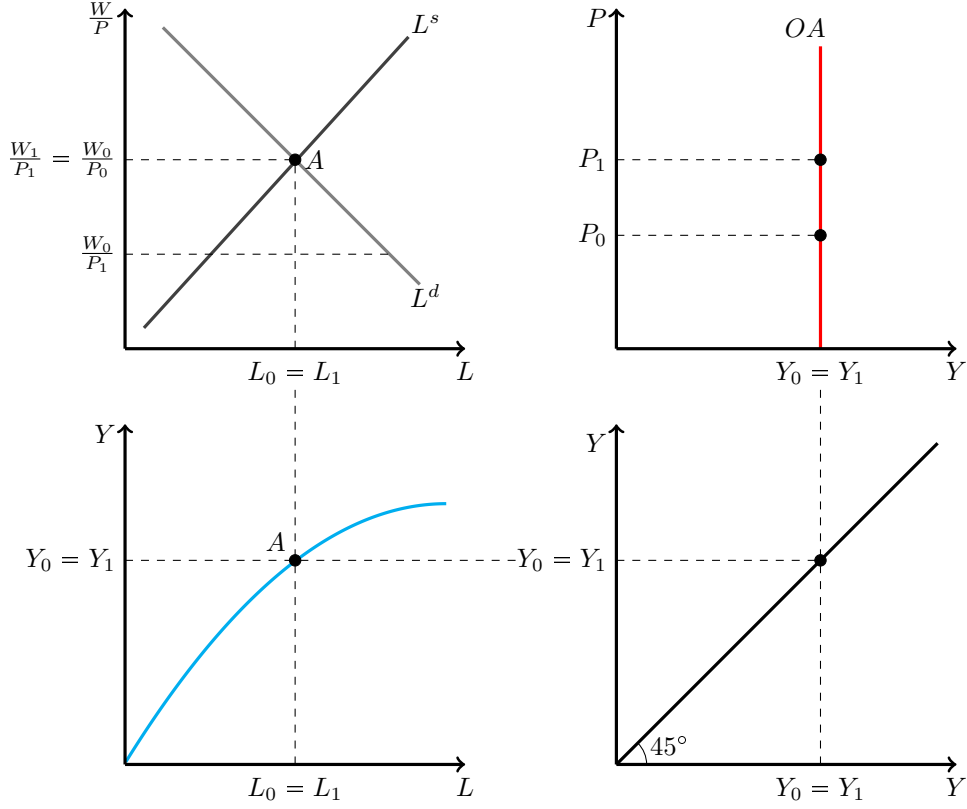 W/P
L^s
A
W_1/P_1 = W_0/P_0
W_0/P_1
L^d
L_0 = L_1
L
P
OA
P_1
P_0
Y_0 = Y_1
Y
Y
A
Y_0 = Y_1
L_0 = L_1
L
Y
Y_0 = Y_1
45°
Y_0 = Y_1
Y